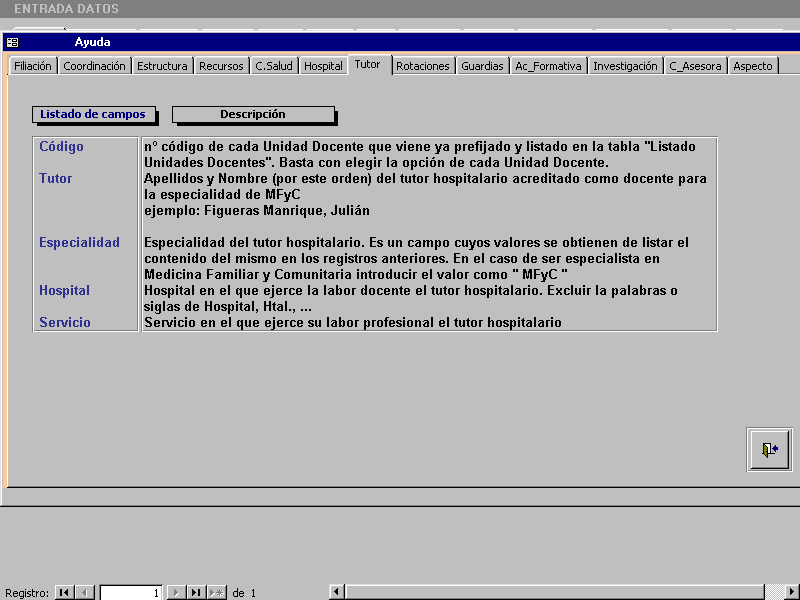 ENTRADA DATOS
Ayuda
Filiación Coordinación Estructura Recursos C.Salud Hospital Tutor Rotaciones Guardias Ac_Formativa Investigación C_Asesora Aspecto
Listado de campos Descripción
Código nº código de cada Unidad Docente que viene ya prefijado y listado en la tabla "Listado
Unidades Docentes". Basta con elegir la opción de cada Unidad Docente.
Tutor Apellidos y Nombre (por este orden) del tutor hospitalario acreditado como docente para
la especialidad de MFyC
ejemplo: Figueras Manrique, Julián
Especialidad Especialidad del tutor hospitalario. Es un campo cuyos valores se obtienen de listar el
contenido del mismo en los registros anteriores. En el caso de ser especialista en
Medicina Familiar y Comunitaria introducir el valor como " MFyC "
Hospital Hospital en el que ejerce la labor docente el tutor hospitalario. Excluir la palabras o
siglas de Hospital, Htal., ...
Servicio Servicio en el que ejerce su labor profesional el tutor hospitalario
Registro: 1 de 1